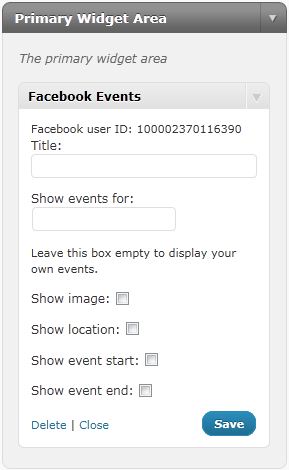 Primary Widget Area
The primary widget area
Facebook Events
Facebook user ID: 100002370116390
Title:
Show events for:
Leave this box empty to display your
own events.
Show image:
Show location:
Show event start:
Show event end:
Delete | Close
Save